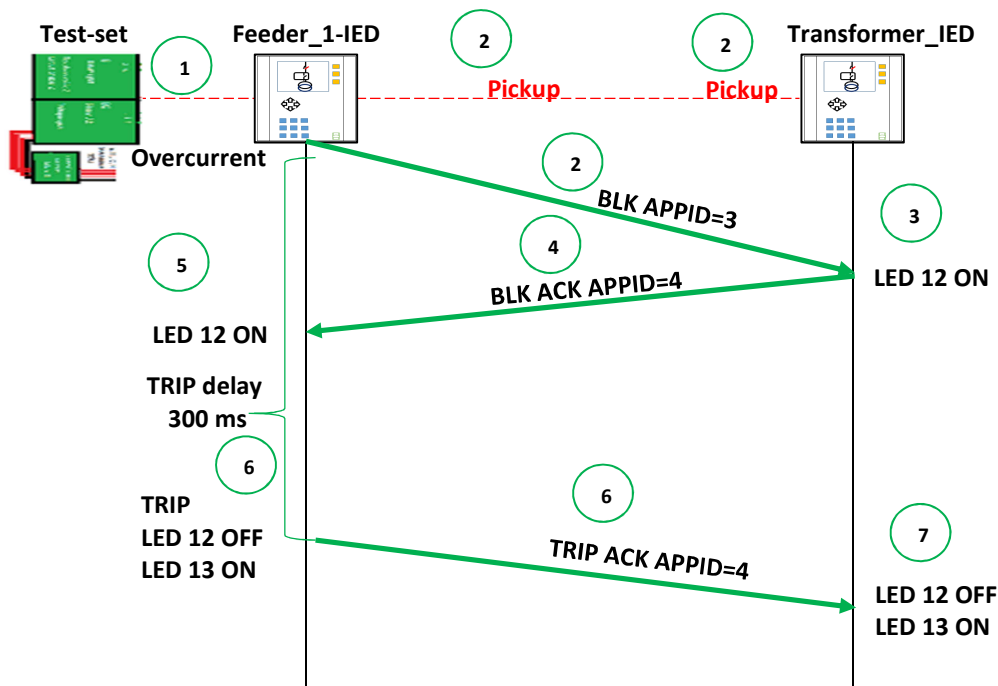 Test-set
Feeder_1-IED
2
2
Transformer_IED
1
Pickup
Pickup
Overcurrent
2
BLK APPID=3
3
4
5
BLK ACK APPID=4
LED 12 ON
LED 12 ON
TRIP delay
300 ms
6
6
TRIP
LED 12 OFF
LED 13 ON
TRIP ACK APPID=4
7
LED 12 OFF
LED 13 ON